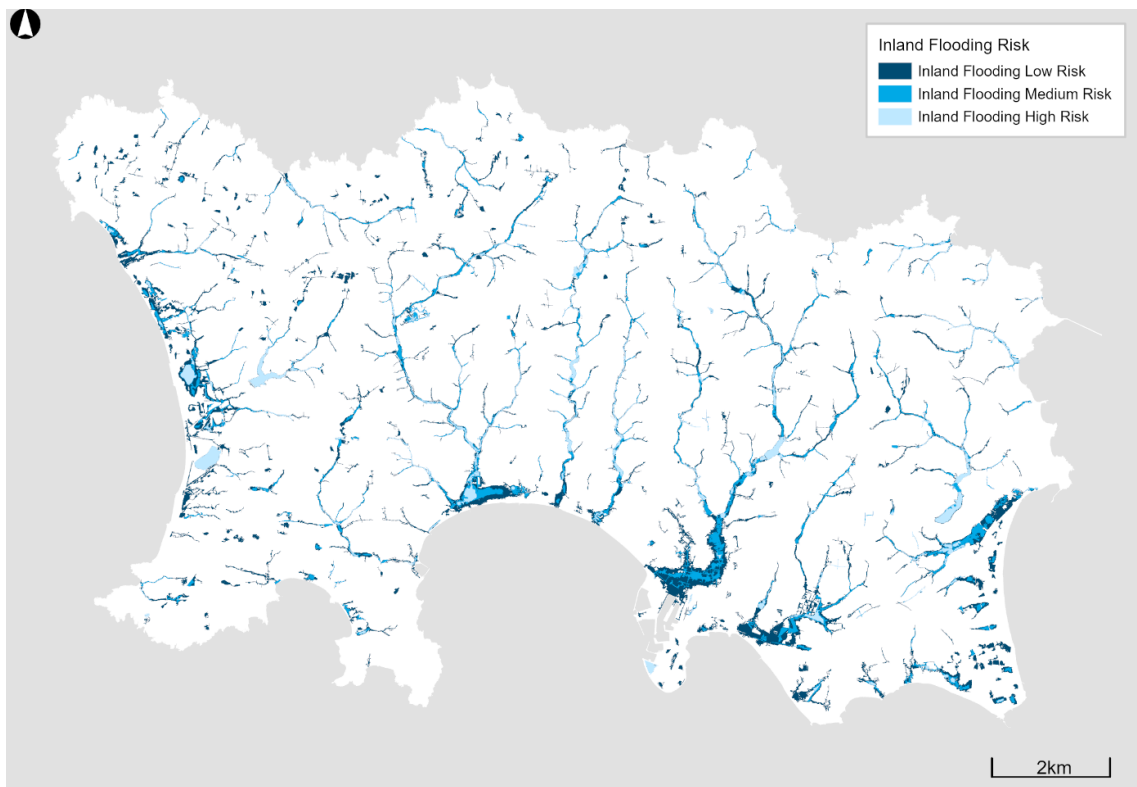 Inland Flooding Risk
Inland Flooding Low Risk
Inland Flooding Medium Risk
Inland Flooding High Risk
2km